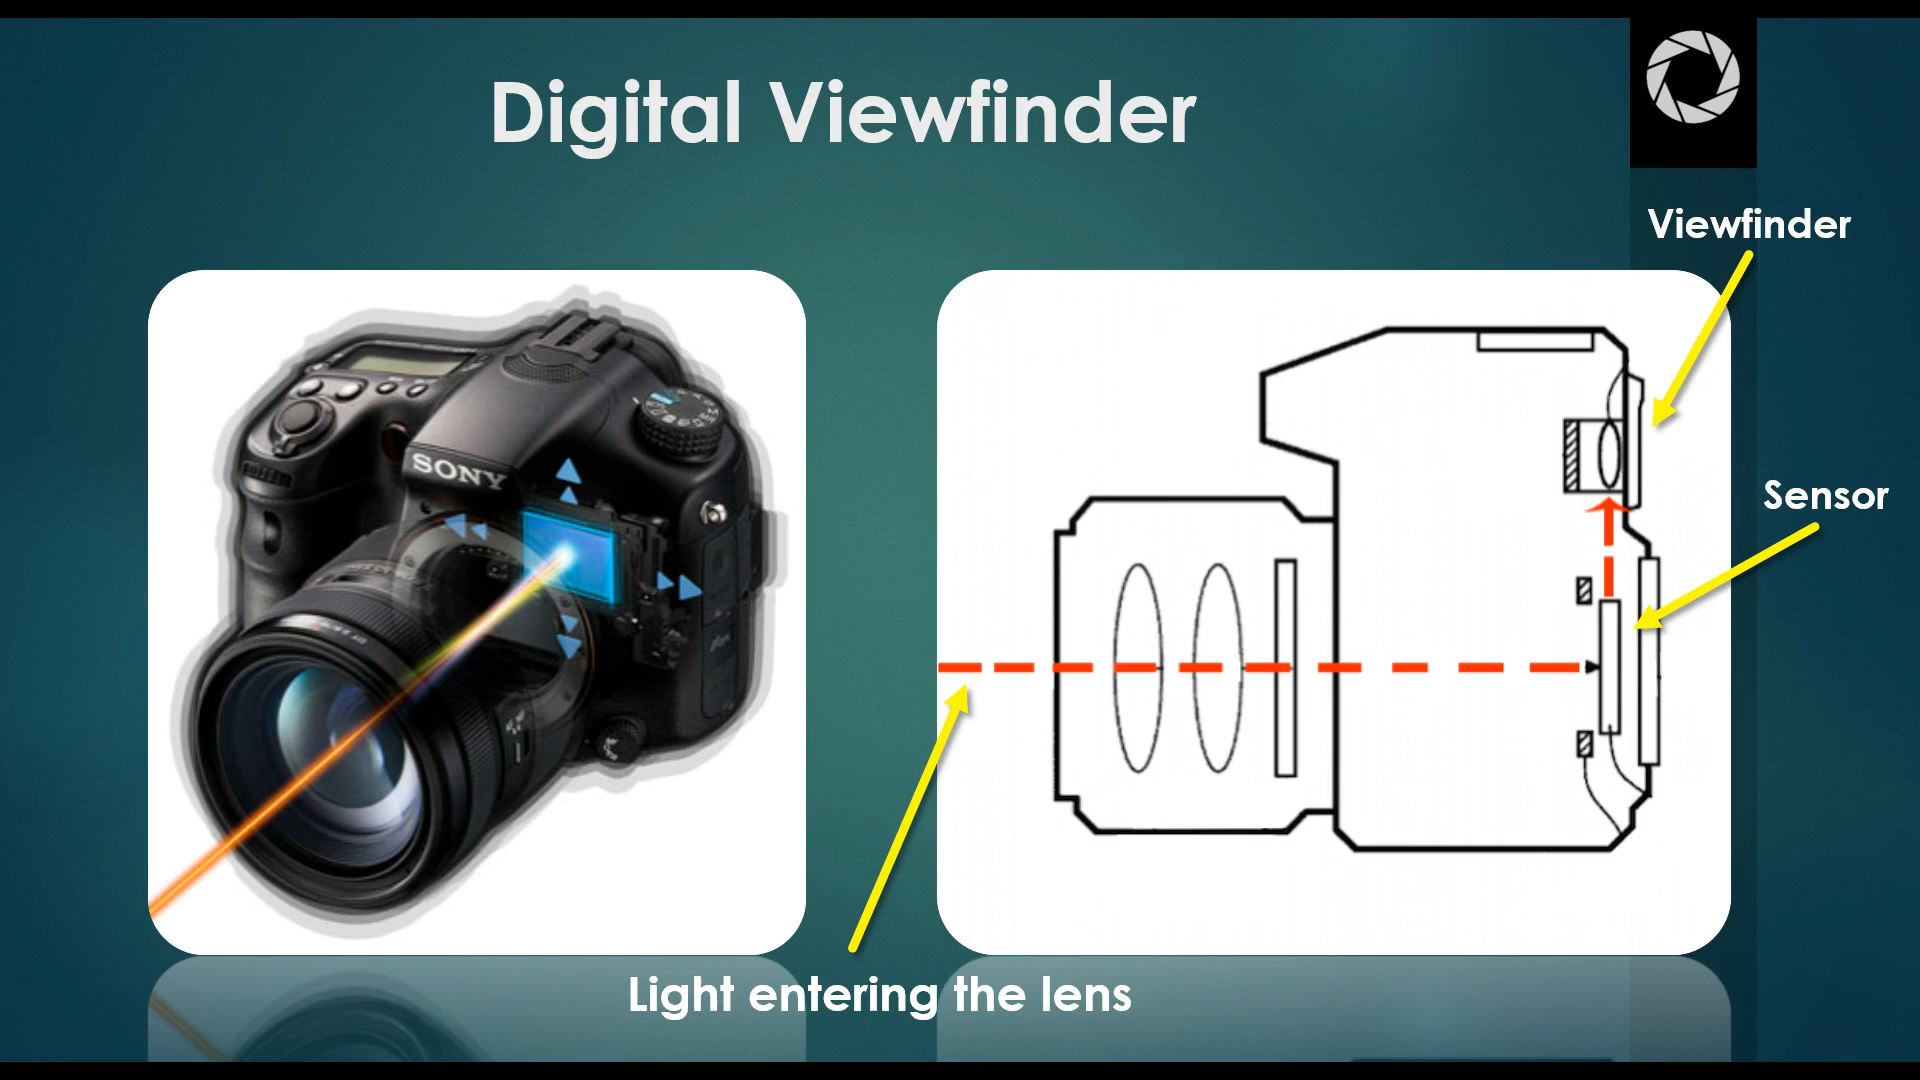 Digital Viewfinder
Viewfinder
SONY
Sensor
Light entering the lens